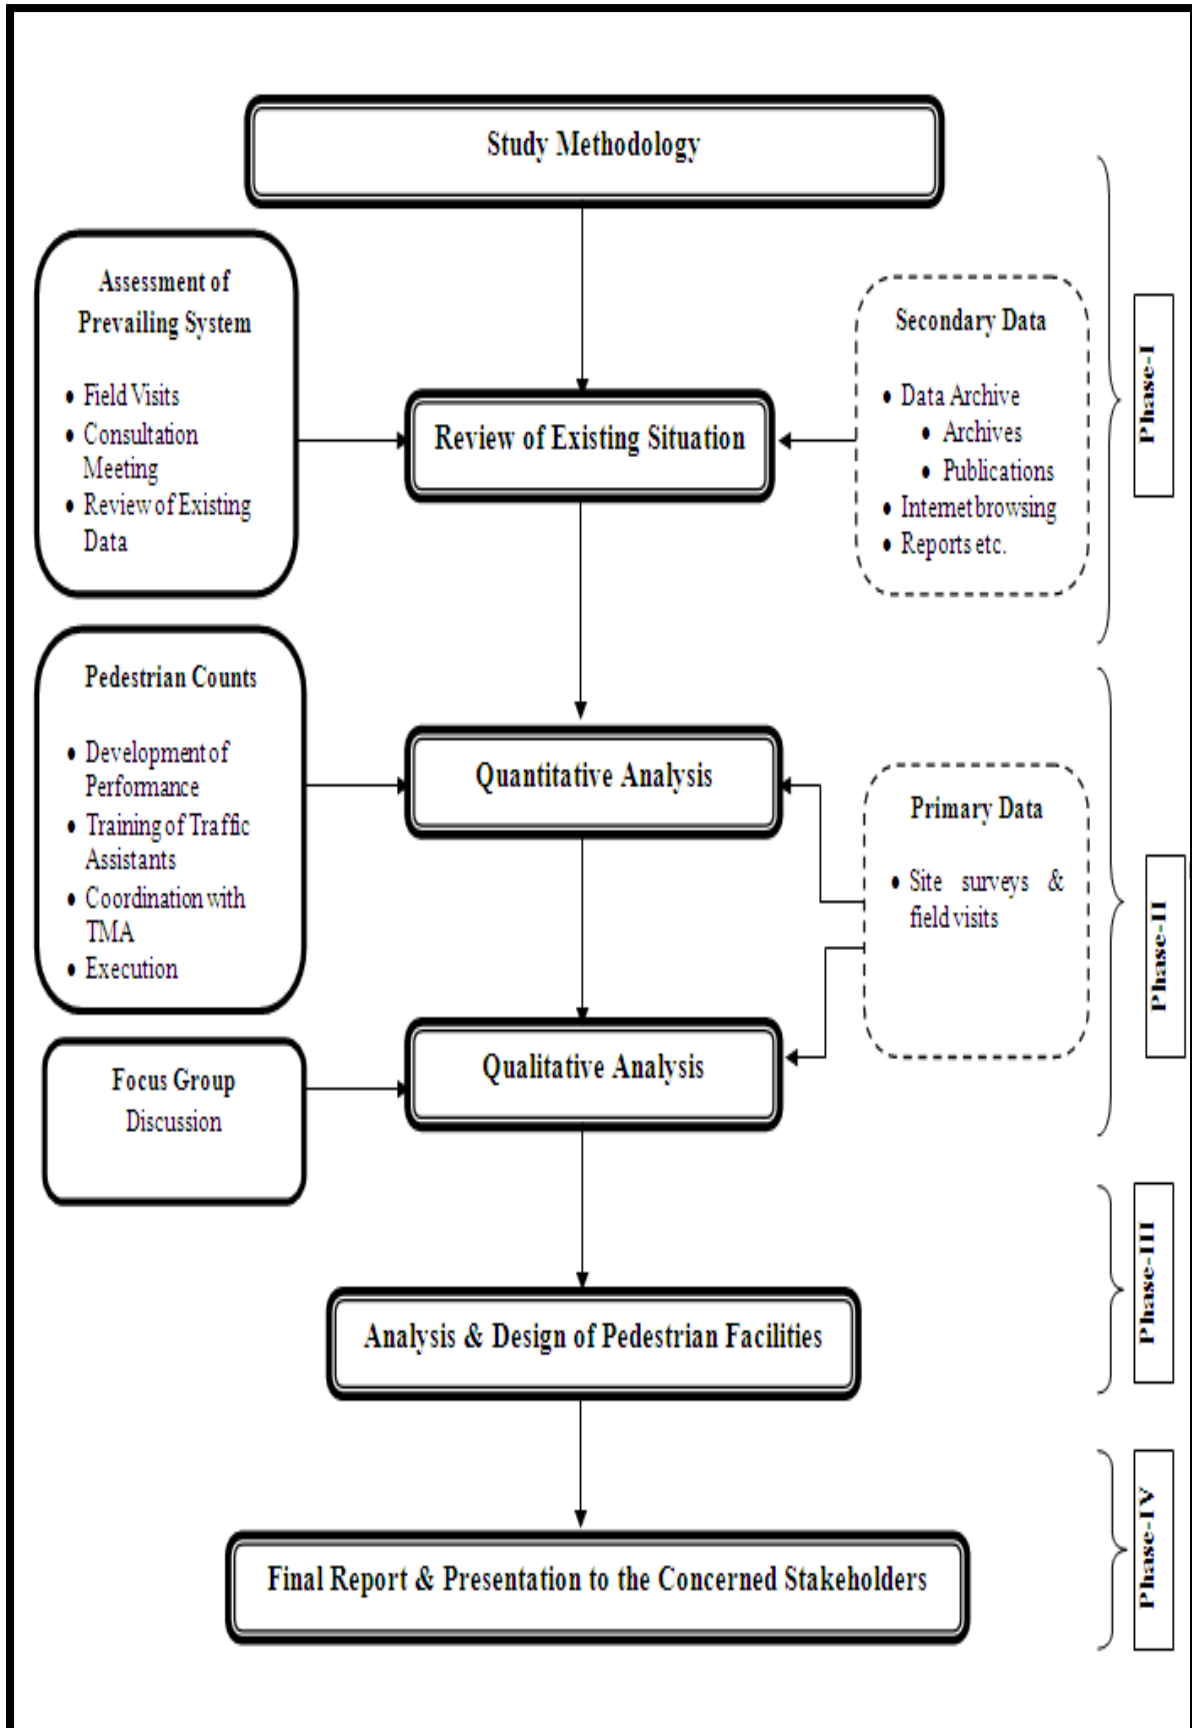 Study Methodology
Assessment of
Prevailing System
• Field Visits
• Consultation
Meeting
• Review of Existing
Data
Review of Existing Situation
Secondary Data
• Data Archive
• Archives
• Publications
• Internet browsing
• Reports etc.
Phase-I
Pedestrian Counts
• Development of
Performance
• Training of Traffic
Assistants
• Coordination with
TMA
• Execution
Quantitative Analysis
Primary Data
• Site surveys &
field visits
Phase-II
Focus Group
Discussion
Qualitative Analysis
Analysis & Design of Pedestrian Facilities
Phase-III
Final Report & Presentation to the Concerned Stakeholders
Phase-IV